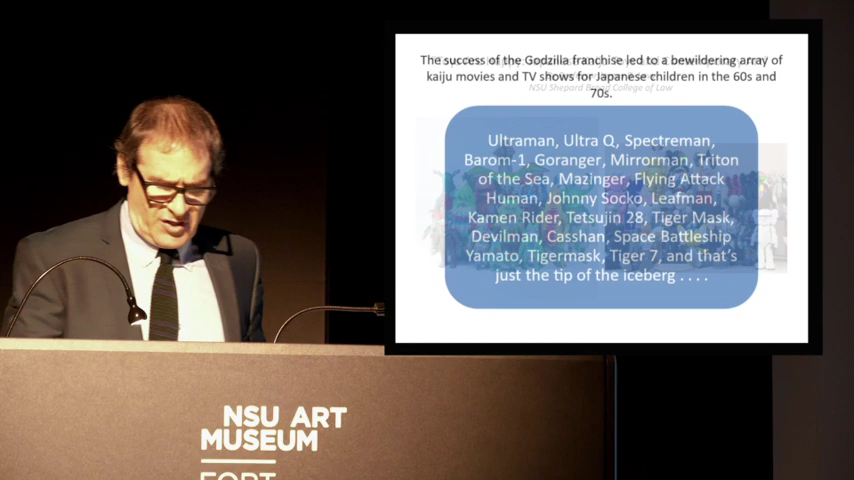 The success of the Godzilla franchise led to a bewildering array of
kaiju movies and TV shows for Japanese children in the 60s and
70s.
NSU Shepard Broad College of Law
Ultraman, Ultra Q, Spectreman,
Barom-1, Goranger, Mirrorman, Triton
of the Sea, Mazinger, Flying Attack
Human, Johnny Socko, Leafman,
Kamen Rider, Tetsujin 28, Tiger Mask,
Devilman, Casshan, Space Battleship
Yamato, Tigermask, Tiger 7, and that's
just the tip of the iceberg . . . .
NSU ART
MUSEUM
FORT